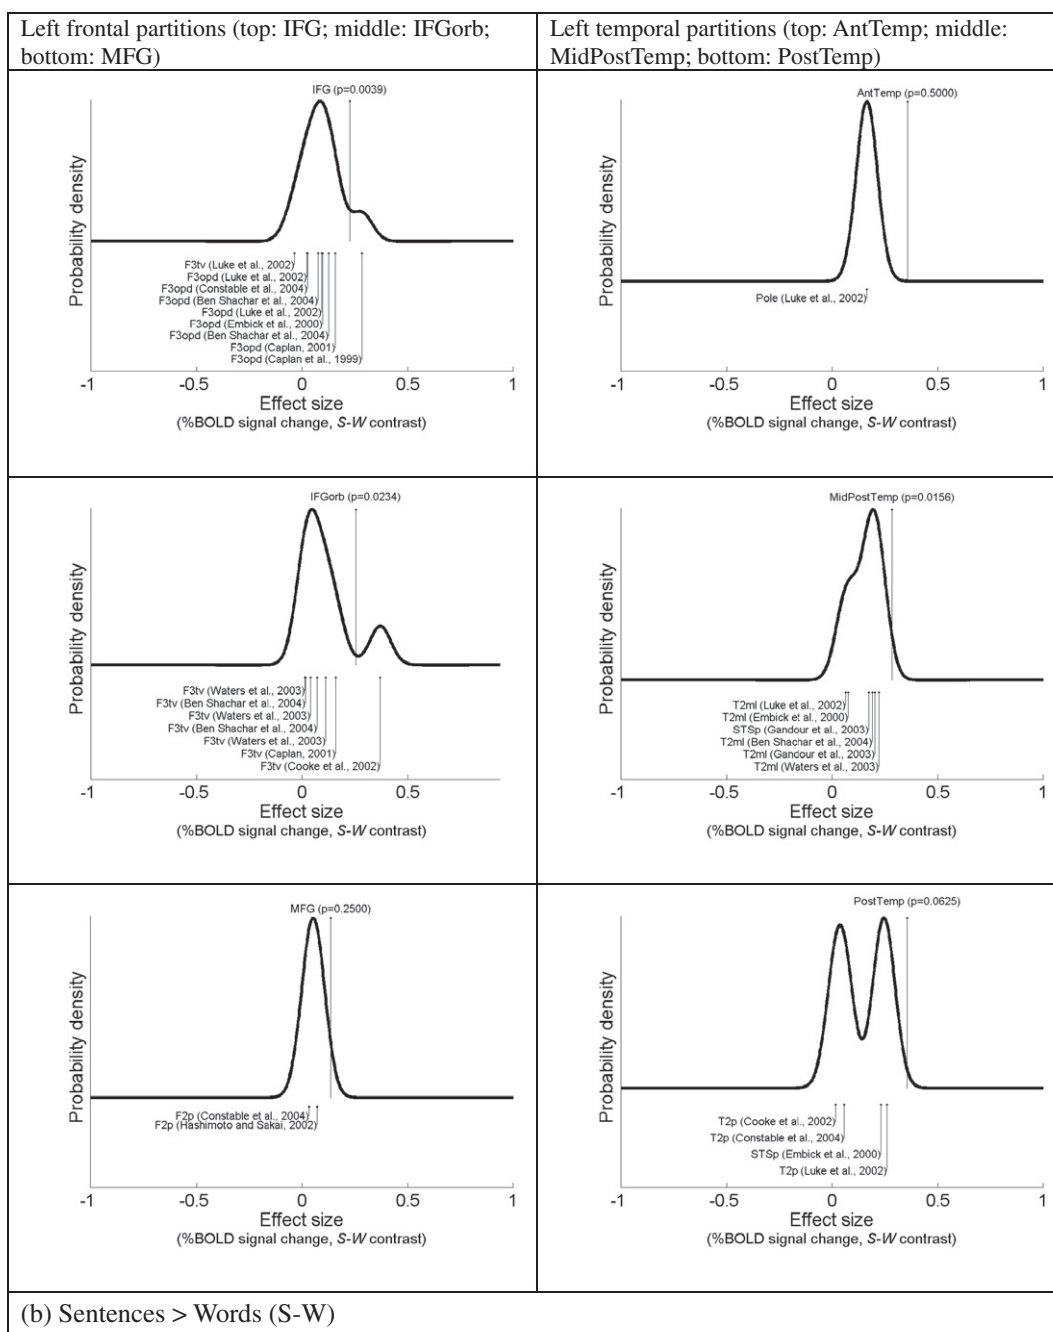 Left frontal partitions (top: IFG; middle: IFGorb;
bottom: MFG)
Left temporal partitions (top: AntTemp; middle:
MidPostTemp; bottom: PostTemp)
IFG (p=0.0039)
Probability density
F3tv (Luke et al., 2002)
F3opd (Luke et al., 2002)
F3opd (Constable et al., 2004)
F3opd (Ben Shachar et al., 2004)
F3opd (Luke et al., 2002)
F3opd (Embick et al., 2000)
F3opd (Ben Shachar et al., 2004)
F3opd (Caplan, 2001)
F3opd (Caplan et al., 1999)
-1 -0.5 0 0.5 1
Effect size
(%BOLD signal change, S-W contrast)
AntTemp (p=0.5000)
Probability density
Pole (Luke et al., 2002)
-1 -0.5 0 0.5 1
Effect size
(%BOLD signal change, S-W contrast)
IFGorb (p=0.0234)
Probability density
F3tv (Waters et al., 2003)
F3tv (Ben Shachar et al., 2004)
F3tv (Waters et al., 2003)
F3tv (Ben Shachar et al., 2004)
F3tv (Waters et al., 2003)
F3tv (Caplan, 2001)
F3tv (Cooke et al., 2002)
-1 -0.5 0 0.5
Effect size
(%BOLD signal change, S-W contrast)
MidPostTemp (p=0.0156)
Probability density
T2ml (Luke et al., 2002)
T2ml (Embick et al., 2000)
STSp (Gandour et al., 2003)
T2ml (Ben Shachar et al., 2004)
T2ml (Gandour et al., 2003)
T2ml (Waters et al., 2003)
-1 -0.5 0 0.5 1
Effect size
(%BOLD signal change, S-W contrast)
MFG (p=0.2500)
Probability density
F2p (Constable et al., 2004)
F2p (Hashimoto and Sakai, 2002)
-1 -0.5 0 0.5 1
Effect size
(%BOLD signal change, S-W contrast)
PostTemp (p=0.0625)
Probability density
T2p (Cooke et al., 2002)
T2p (Constable et al., 2004)
STSp (Embick et al., 2000)
T2p (Luke et al., 2002)
-1 -0.5 0 0.5 1
Effect size
(%BOLD signal change, S-W contrast)
(b) Sentences > Words (S-W)